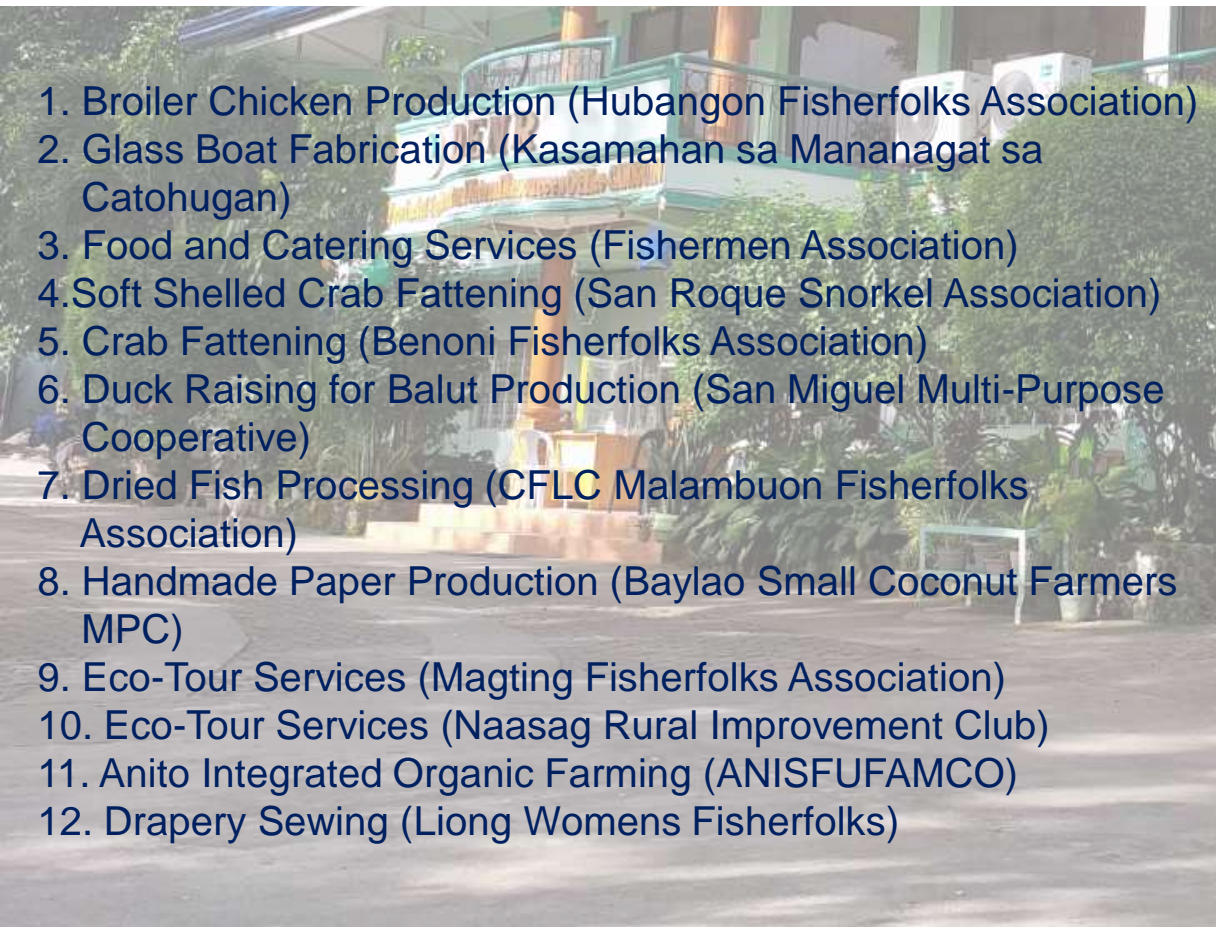 1. Broiler Chicken Production (Hubangon Fisherfolks Association)
2. Glass Boat Fabrication (Kasamahan sa Mananagat sa
Catohugan)
3. Food and Catering Services (Fishermen Association)
4.Soft Shelled Crab Fattening (San Roque Snorkel Association)
5. Crab Fattening (Benoni Fisherfolks Association)
6. Duck Raising for Balut Production (San Miguel Multi-Purpose
Cooperative)
7. Dried Fish Processing (CFLC Malambuon Fisherfolks
Association)
8. Handmade Paper Production (Baylao Small Coconut Farmers
MPC)
9. Eco-Tour Services (Magting Fisherfolks Association)
10. Eco-Tour Services (Naasag Rural Improvement Club)
11. Anito Integrated Organic Farming (ANISFUFAMCO)
12. Drapery Sewing (Liong Womens Fisherfolks)